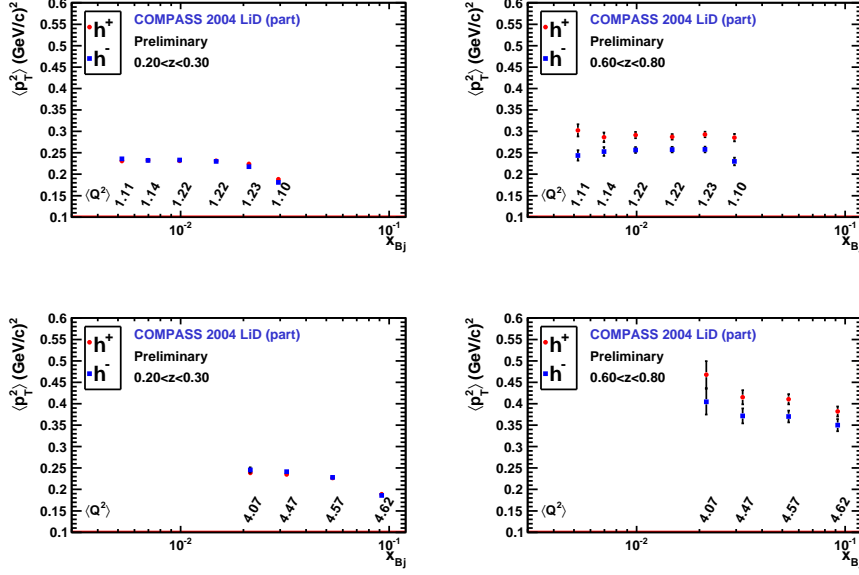 ⟨p_T^2⟩ (GeV/c)^2
0.6
0.55
0.5
0.45
0.4
0.35
0.3
0.25
0.2
0.15
0.1
h^+
h^-
COMPASS 2004 LiD (part)
Preliminary
0.20<z<0.30
⟨Q^2⟩
1.11
1.14
1.22
1.22
1.23
1.10
10^-2
10^-1
x_Bj
⟨p_T^2⟩ (GeV/c)^2
0.6
0.55
0.5
0.45
0.4
0.35
0.3
0.25
0.2
0.15
0.1
h^+
h^-
COMPASS 2004 LiD (part)
Preliminary
0.60<z<0.80
⟨Q^2⟩
1.11
1.14
1.22
1.22
1.23
1.10
10^-2
10^-1
x_B
⟨p_T^2⟩ (GeV/c)^2
0.6
0.55
0.5
0.45
0.4
0.35
0.3
0.25
0.2
0.15
0.1
h^+
h^-
COMPASS 2004 LiD (part)
Preliminary
0.20<z<0.30
⟨Q^2⟩
4.07
4.47
4.57
4.62
10^-2
10^-1
x_Bj
⟨p_T^2⟩ (GeV/c)^2
0.6
0.55
0.5
0.45
0.4
0.35
0.3
0.25
0.2
0.15
0.1
h^+
h^-
COMPASS 2004 LiD (part)
Preliminary
0.60<z<0.80
⟨Q^2⟩
4.07
4.47
4.57
4.62
10^-2
10^-1
x_B